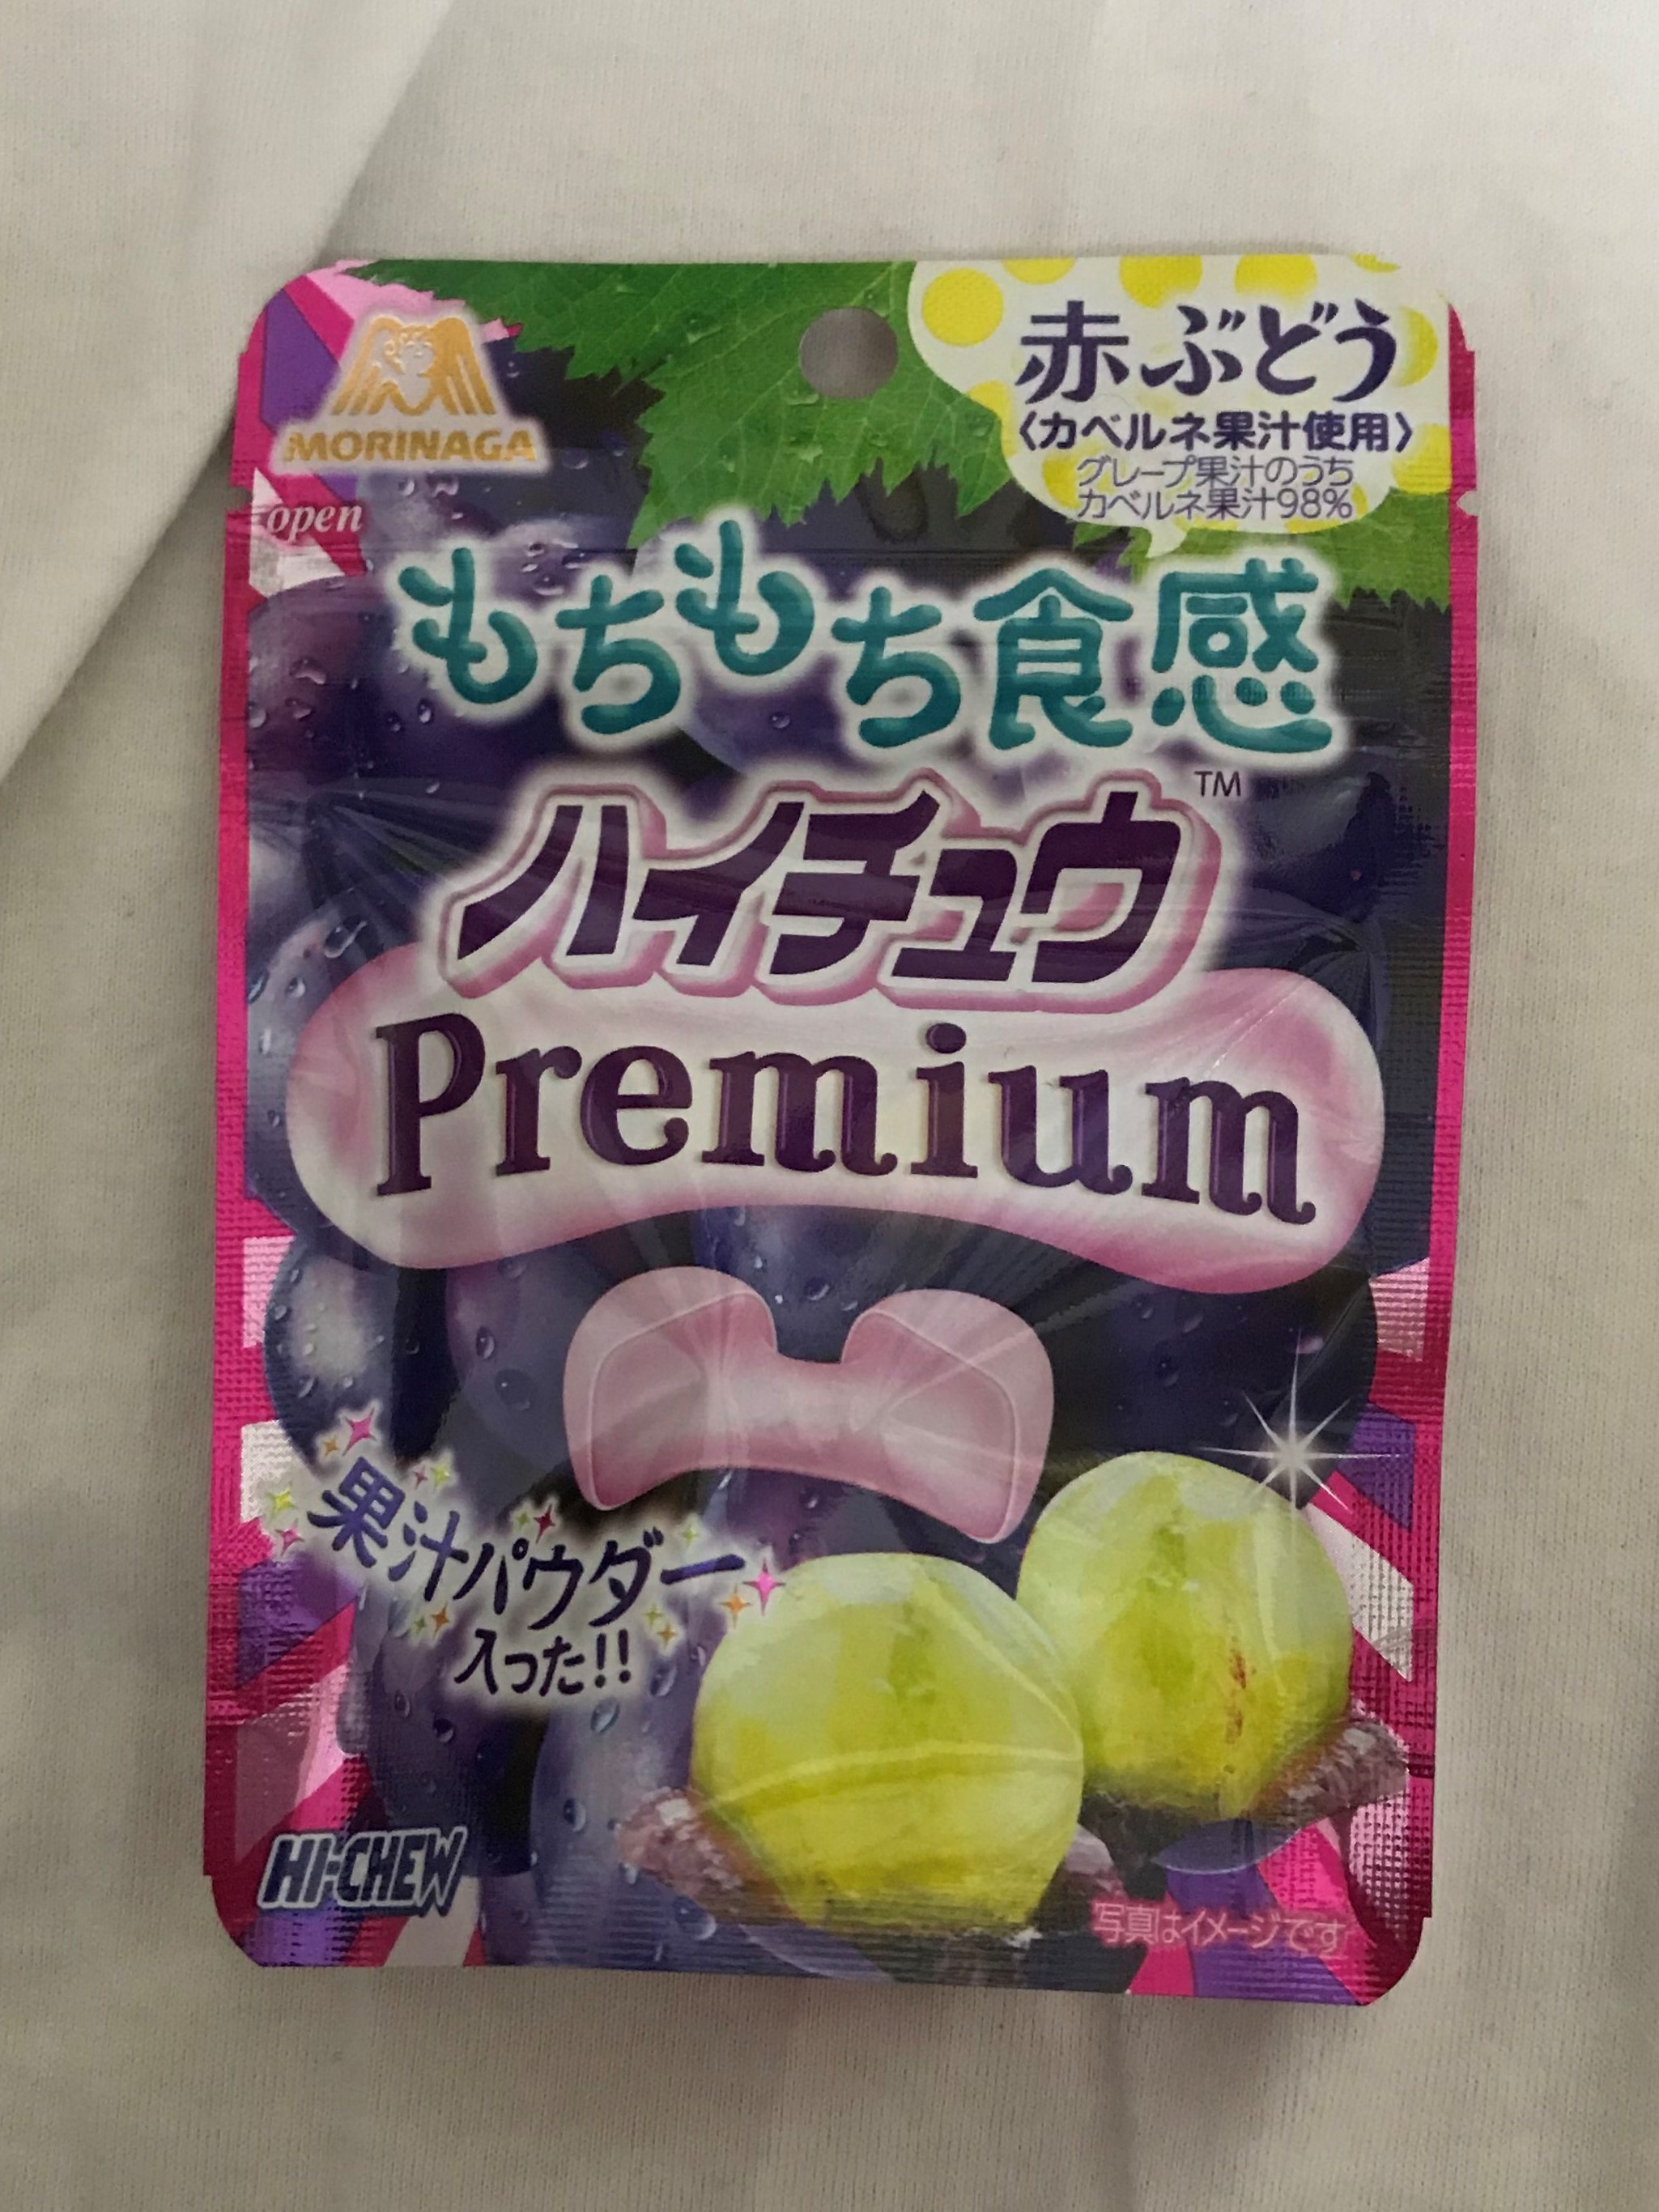 MORINAGA
赤ぶどう
〈カベルネ果汁使用〉
グレープ果汁のうち
カベルネ果汁98%
open
もちもち食感
ハイチュウ™
Premium
果汁パウダー
入った!!
HI-CHEW
写真はイメージです